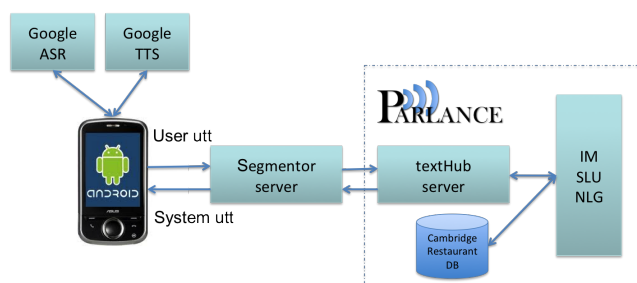 Google
ASR
Google
TTS
PARLANCE
User utt
ANDROID
Segmentor
server
textHub
server
IM
SLU
NLG
System utt
ASUS
Cambridge
Restaurant
DB